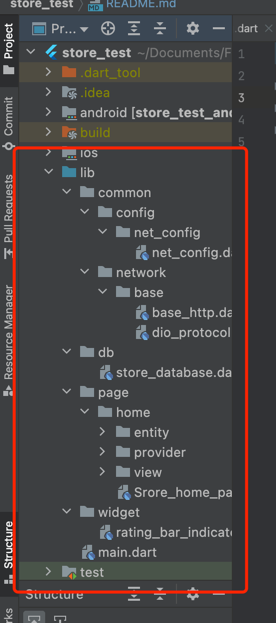 store_test
README.md
Project
Pr...
.dart
store_test ~/Documents/F
1
.dart_tool
2
.idea
3
android [store_test_and
4
build
5
ios
lib
common
config
net_config
net_config.da
network
base
base_http.da
dio_protocol
db
store_database.da
page
home
entity
provider
view
Srore_home_pa
widget
rating_bar_indicato
main.dart
test
Structure
Commit
Pull Requests
Resource Manager
Structure
rks